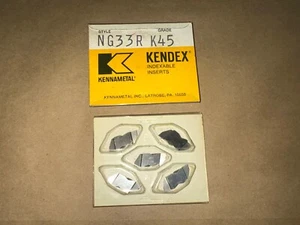 STYLE GRADE
NG33R K45
KENDEX
INDEXABLE
INSERTS
KENNAMETAL
KENNAMETAL INC., LATROBE, PA. 15650